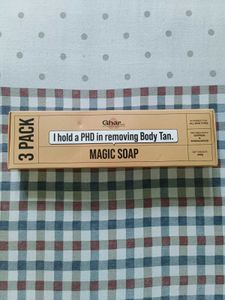 Ghar
3 PACK
I hold a PHD in removing Body Tan.
MAGIC SOAP